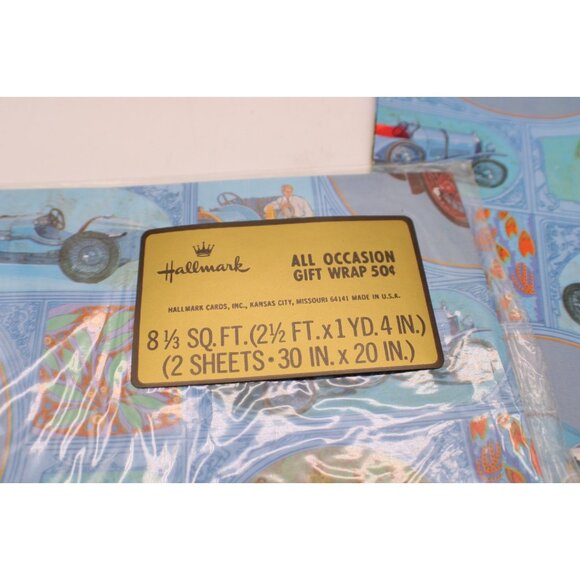 Hallmark
ALL OCCASION
GIFT WRAP 50¢
HALLMARK CARDS, INC., KANSAS CITY, MISSOURI 64141 MADE IN U.S.A.
8 ⅓ SQ. FT. (2½ FT. x 1 YD. 4 IN.)
(2 SHEETS • 30 IN. x 20 IN.)